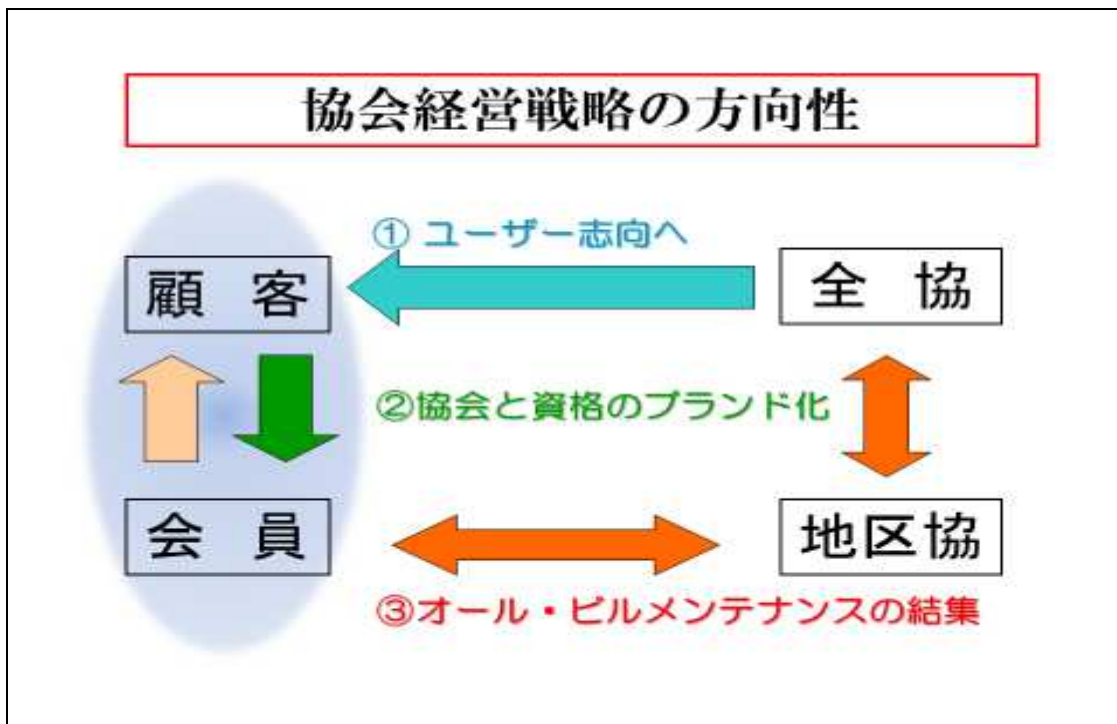 協会経営戦略の方向性
① ユーザー志向へ
顧 客
全 協
②協会と資格のブランド化
会 員
地区協
③オール・ビルメンテナンスの結集